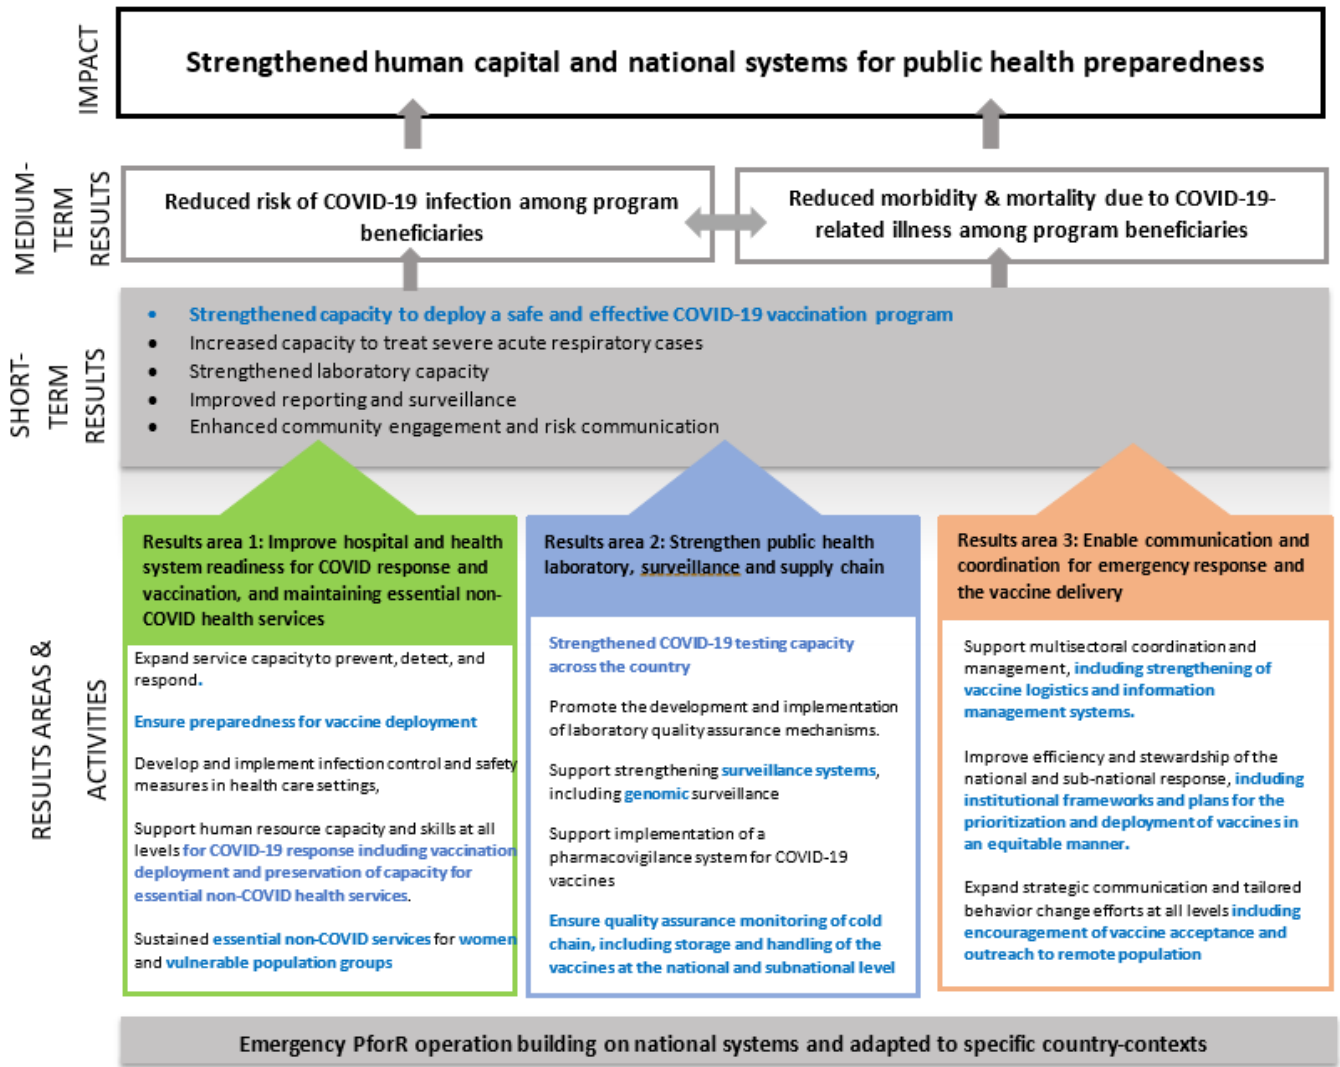 IMPACT
Strengthened human capital and national systems for public health preparedness
MEDIUM-
TERM
RESULTS
Reduced risk of COVID-19 infection among program
beneficiaries
Reduced morbidity & mortality due to COVID-19-
related illness among program beneficiaries
SHORT-
TERM
RESULTS
• Strengthened capacity to deploy a safe and effective COVID-19 vaccination program
• Increased capacity to treat severe acute respiratory cases
• Strengthened laboratory capacity
• Improved reporting and surveillance
• Enhanced community engagement and risk communication
RESULTS AREAS &
ACTIVITIES
Results area 1: Improve hospital and health
system readiness for COVID response and
vaccination, and maintaining essential non-
COVID health services
Expand service capacity to prevent, detect, and
respond.
Ensure preparedness for vaccine deployment
Develop and implement infection control and safety
measures in health care settings,
Support human resource capacity and skills at all
levels for COVID-19 response including vaccination
deployment and preservation of capacity for
essential non-COVID health services.
Sustained essential non-COVID services for women
and vulnerable population groups
Results area 2: Strengthen public health
laboratory, surveillance and supply chain
Strengthened COVID-19 testing capacity
across the country
Promote the development and implementation
of laboratory quality assurance mechanisms.
Support strengthening surveillance systems,
including genomic surveillance
Support implementation of a
pharmacovigilance system for COVID-19
vaccines
Ensure quality assurance monitoring of cold
chain, including storage and handling of the
vaccines at the national and subnational level
Results area 3: Enable communication and
coordination for emergency response and
the vaccine delivery
Support multisectoral coordination and
management, including strengthening of
vaccine logistics and information
management systems.
Improve efficiency and stewardship of the
national and sub-national response, including
institutional frameworks and plans for the
prioritization and deployment of vaccines in
an equitable manner.
Expand strategic communication and tailored
behavior change efforts at all levels including
encouragement of vaccine acceptance and
outreach to remote population
Emergency PforR operation building on national systems and adapted to specific country-contexts